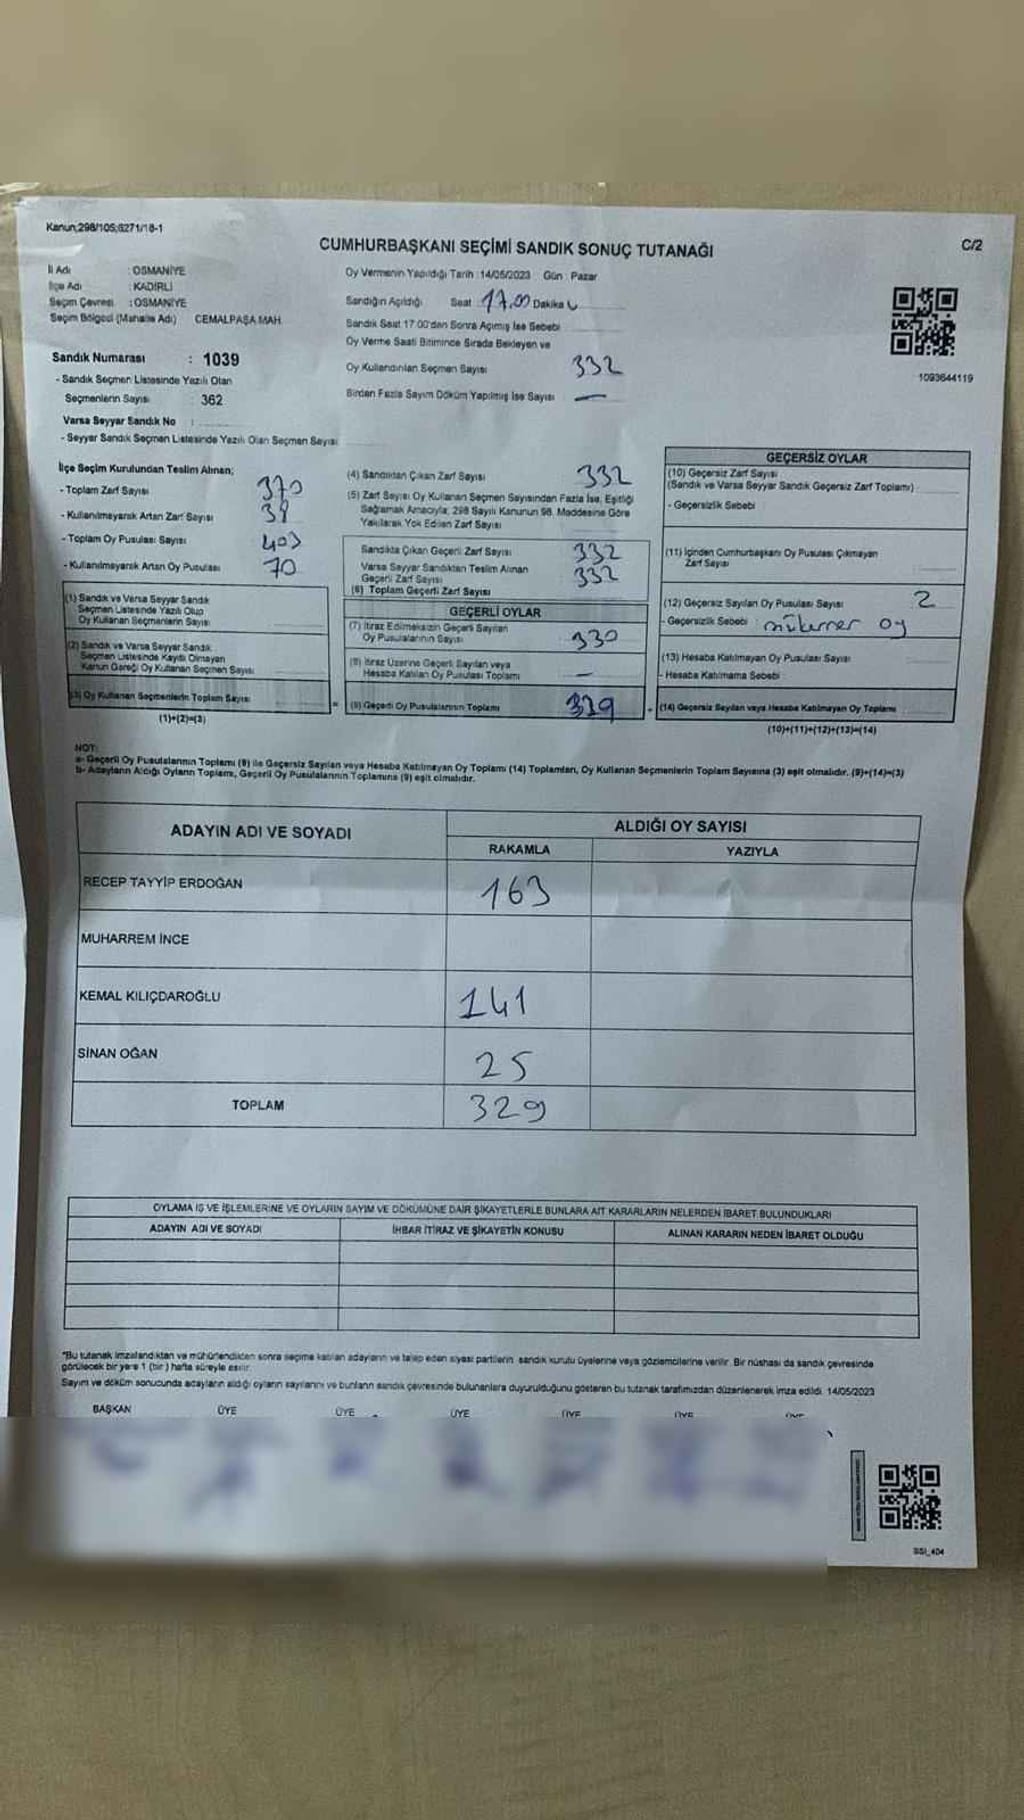 Kanun;298/105;6271/18-1
CUMHURBAŞKANI SEÇİMİ SANDIK SONUÇ TUTANAĞI
C/2
İl Adı : OSMANİYE
İlçe Adı : KADİRLİ
Seçim Çevresi : OSMANİYE
Seçim Bölgesi (Mahalle Adı) CEMALPAŞA MAH.
Sandık Numarası : 1039
- Sandık Seçmen Listesinde Yazılı Olan
Seçmenlerin Sayısı 362
Varsa Seyyar Sandık No :
- Seyyar Sandık Seçmen Listesinde Yazılı Olan Seçmen Sayısı
Oy Vermenin Yapıldığı Tarih :14/05/2023 Gün : Pazar
Sandığın Açıldığı Saat 17.00 Dakika
Sandık Saat 17:00'dan Sonra Açılmış İse Sebebi
Oy Verme Saati Bitiminde Sırada Bekleyen ve
Oy Kullandırılan Seçmen Sayısı 332
Birden Fazla Sayım Döküm Yapılmış İse Sayısı —
1093644119
İlçe Seçim Kurulundan Teslim Alınan;
- Toplam Zarf Sayısı 370
- Kullanılmayarak Artan Zarf Sayısı 38
- Toplam Oy Pusulası Sayısı 403
- Kullanılmayarak Artan Oy Pusulası 70
(1) Sandık ve Varsa Seyyar Sandık
Seçmen Listesinde Yazılı Olup
Oy Kullanan Seçmenlerin Sayısı
(2) Sandık ve Varsa Seyyar Sandık
Seçmen Listesinde Kayıtlı Olmayan
Kanun Gereği Oy Kullanan Seçmen Sayısı
(3) Oy Kullanan Seçmenlerin Toplam Sayısı
(1)+(2)=(3)
(4) Sandıktan Çıkan Zarf Sayısı 332
(5) Zarf Sayısı Oy Kullanan Seçmen Sayısından Fazla İse, Eşitliği
Sağlamak Amacıyla; 298 Sayılı Kanunun 98. Maddesine Göre
Yakılarak Yok Edilen Zarf Sayısı
Sandıkta Çıkan Geçerli Zarf Sayısı 332
Varsa Seyyar Sandıktan Teslim Alınan
Geçerli Zarf Sayısı 332
(6) Toplam Geçerli Zarf Sayısı
GEÇERLİ OYLAR
(7) İtiraz Edilmeksizin Geçerli Sayılan
Oy Pusulalarının Sayısı 330
(8) İtiraz Üzerine Geçerli Sayılan veya
Hesaba Katılan Oy Pusulası Toplamı —
= (9) Geçerli Oy Pusulalarının Toplamı
GEÇERSİZ OYLAR
(10) Geçersiz Zarf Sayısı
(Sandık ve Varsa Seyyar Sandık Geçersiz Zarf Toplamı)
- Geçersizlik Sebebi
(11) İçinden Cumhurbaşkanı Oy Pusulası Çıkmayan
Zarf Sayısı
(12) Geçersiz Sayılan Oy Pusulası Sayısı 2
- Geçersizlik Sebebi oy
(13) Hesaba Katılmayan Oy Pusulası Sayısı
- Hesaba Katılmama Sebebi
+ (14) Geçersiz Sayılan veya Hesaba Katılmayan Oy Toplamı
(10)+(11)+(12)+(13)=(14)
NOT:
a- Geçerli Oy Pusulalarının Toplamı (9) ile Geçersiz Sayılan veya Hesaba Katılmayan Oy Toplamı (14) Toplamları, Oy Kullanan Seçmenlerin Toplam Sayısına (3) eşit olmalıdır. (9)+(14)=(3)
b- Adayların Aldığı Oyların Toplamı, Geçerli Oy Pusulalarının Toplamına (9) eşit olmalıdır.
ADAYIN ADI VE SOYADI
ALDIĞI OY SAYISI
RAKAMLA YAZIYLA
RECEP TAYYİP ERDOĞAN 163
MUHARREM İNCE
KEMAL KILIÇDAROĞLU 141
SİNAN OĞAN 25
TOPLAM 329
OYLAMA İŞ VE İŞLEMLERİNE VE OYLARIN SAYIM VE DÖKÜMÜNE DAİR ŞİKAYETLERLE BUNLARA AİT KARARLARIN NELERDEN İBARET BULUNDUKLARI
ADAYIN ADI VE SOYADI İHBAR İTİRAZ VE ŞİKAYETİN KONUSU ALINAN KARARIN NEDEN İBARET OLDUĞU
*Bu tutanak imzalandıktan ve mühürlendikten sonra seçime katılan adayların ve talep eden siyasi partilerin sandık kurulu üyelerine veya gözlemcilerine verilir. Bir nüshası da sandık çevresinde
görülecek bir yere 1 (bir) hafta süreyle asılır.
Sayım ve döküm sonucunda adayların aldığı oyların sayılarını ve bunların sandık çevresinde bulunanlara duyurulduğunu gösteren bu tutanak tarafımızdan düzenlenerek imza edildi. 14/05/2023
BAŞKAN ÜYE ÜYE ÜYE ÜYE ÜYE ÜYE
SSI_404